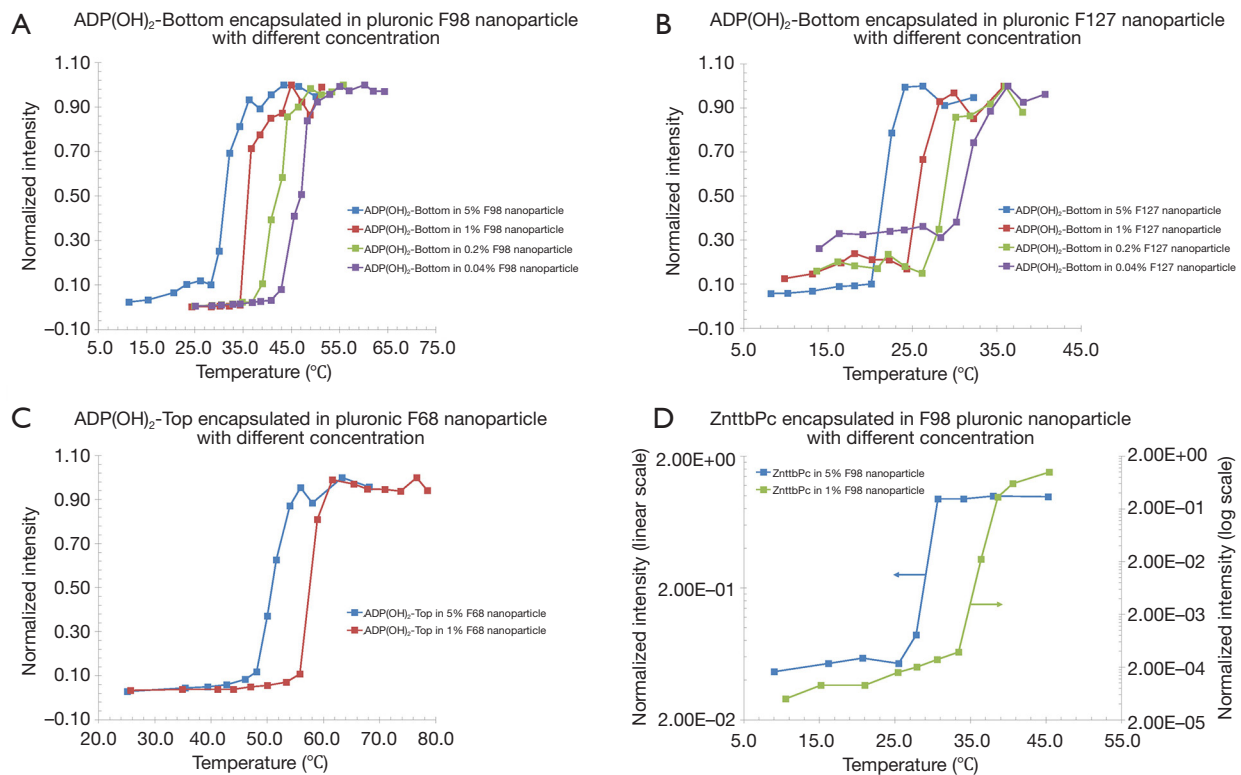 A
ADP(OH)₂-Bottom encapsulated in pluronic F98 nanoparticle
with different concentration
Normalized intensity
1.10
0.90
0.70
0.50
0.30
0.10
–0.10
ADP(OH)₂-Bottom in 5% F98 nanoparticle
ADP(OH)₂-Bottom in 1% F98 nanoparticle
ADP(OH)₂-Bottom in 0.2% F98 nanoparticle
ADP(OH)₂-Bottom in 0.04% F98 nanoparticle
5.0 15.0 25.0 35.0 45.0 55.0 65.0 75.0
Temperature (℃)
B
ADP(OH)₂-Bottom encapsulated in pluronic F127 nanoparticle
with different concentration
Normalized intensity
1.10
0.90
0.70
0.50
0.30
0.10
–0.10
ADP(OH)₂-Bottom in 5% F127 nanoparticle
ADP(OH)₂-Bottom in 1% F127 nanoparticle
ADP(OH)₂-Bottom in 0.2% F127 nanoparticle
ADP(OH)₂-Bottom in 0.04% F127 nanoparticle
5.0 15.0 25.0 35.0 45.0
Temperature (℃)
C
ADP(OH)₂-Top encapsulated in pluronic F68 nanoparticle
with different concentration
Normalized intensity
1.10
0.90
0.70
0.50
0.30
0.10
–0.10
ADP(OH)₂-Top in 5% F68 nanoparticle
ADP(OH)₂-Top in 1% F68 nanoparticle
20.0 30.0 40.0 50.0 60.0 70.0 80.0
Temperature (℃)
D
ZnttbPc encapsulated in F98 pluronic nanoparticle
with different concentration
Normalized intensity (linear scale)
2.00E+00
2.00E–01
2.00E–02
ZnttbPc in 5% F98 nanoparticle
ZnttbPc in 1% F98 nanoparticle
2.00E+00
2.00E–01
2.00E–02
2.00E–03
2.00E–04
2.00E–05
Normalized intemsity (log scale)
5.0 15.0 25.0 35.0 45.0 55.0
Temperature (℃)